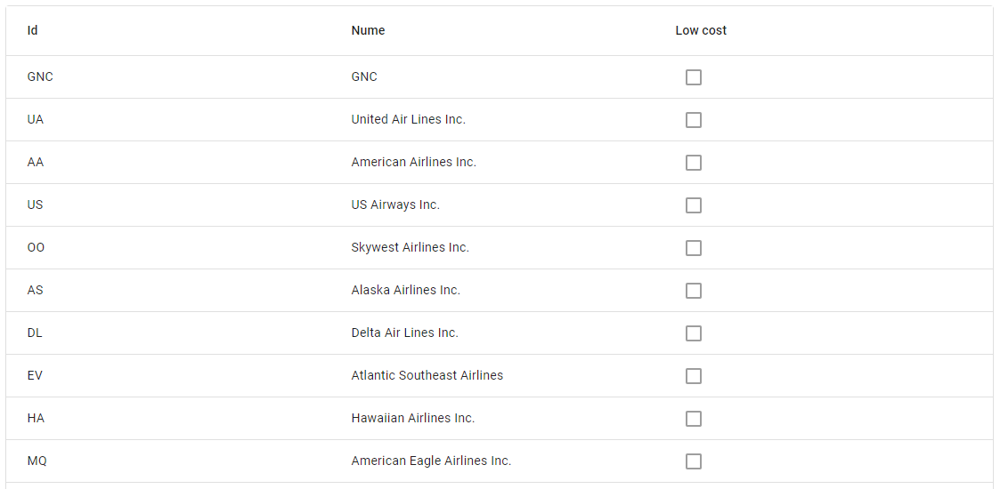 Id Nume Low cost
GNC GNC
UA United Air Lines Inc.
AA American Airlines Inc.
US US Airways Inc.
OO Skywest Airlines Inc.
AS Alaska Airlines Inc.
DL Delta Air Lines Inc.
EV Atlantic Southeast Airlines
HA Hawaiian Airlines Inc.
MQ American Eagle Airlines Inc.